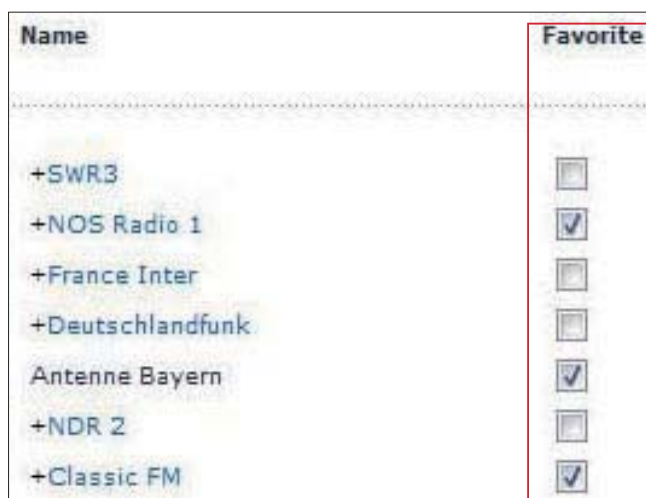 Name Favorite
+SWR3
+NOS Radio 1
+France Inter
+Deutschlandfunk
Antenne Bayern
+NDR 2
+Classic FM